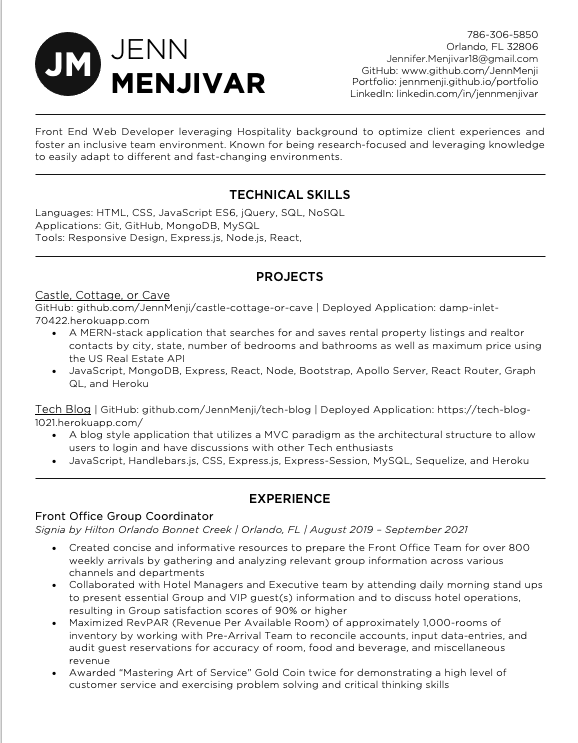 JM
JENN
MENJIVAR
786-306-5850
Orlando, FL 32806
Jennifer.Menjivar18@gmail.com
GitHub: www.github.com/JennMenji
Portfolio: jennmenji.github.io/portfolio
LinkedIn: linkedin.com/in/jennmenjivar
Front End Web Developer leveraging Hospitality background to optimize client experiences and
foster an inclusive team environment. Known for being research-focused and leveraging knowledge
to easily adapt to different and fast-changing environments.
TECHNICAL SKILLS
Languages: HTML, CSS, JavaScript ES6, jQuery, SQL, NoSQL
Applications: Git, GitHub, MongoDB, MySQL
Tools: Responsive Design, Express.js, Node.js, React,
PROJECTS
Castle, Cottage, or Cave
GitHub: github.com/JennMenji/castle-cottage-or-cave | Deployed Application: damp-inlet-
70422.herokuapp.com
• A MERN-stack application that searches for and saves rental property listings and realtor
contacts by city, state, number of bedrooms and bathrooms as well as maximum price using
the US Real Estate API
• JavaScript, MongoDB, Express, React, Node, Bootstrap, Apollo Server, React Router, Graph
QL, and Heroku
Tech Blog | GitHub: github.com/JennMenji/tech-blog | Deployed Application: https://tech-blog-
1021.herokuapp.com/
• A blog style application that utilizes a MVC paradigm as the architectural structure to allow
users to login and have discussions with other Tech enthusiasts
• JavaScript, Handlebars.js, CSS, Express.js, Express-Session, MySQL, Sequelize, and Heroku
EXPERIENCE
Front Office Group Coordinator
Signia by Hilton Orlando Bonnet Creek | Orlando, FL | August 2019 – September 2021
• Created concise and informative resources to prepare the Front Office Team for over 800
weekly arrivals by gathering and analyzing relevant group information across various
channels and departments
• Collaborated with Hotel Managers and Executive team by attending daily morning stand ups
to present essential Group and VIP guest(s) information and to discuss hotel operations,
resulting in Group satisfaction scores of 90% or higher
• Maximized RevPAR (Revenue Per Available Room) of approximately 1,000-rooms of
inventory by working with Pre-Arrival Team to reconcile accounts, input data-entries, and
audit guest reservations for accuracy of room, food and beverage, and miscellaneous
revenue
• Awarded “Mastering Art of Service” Gold Coin twice for demonstrating a high level of
customer service and exercising problem solving and critical thinking skills